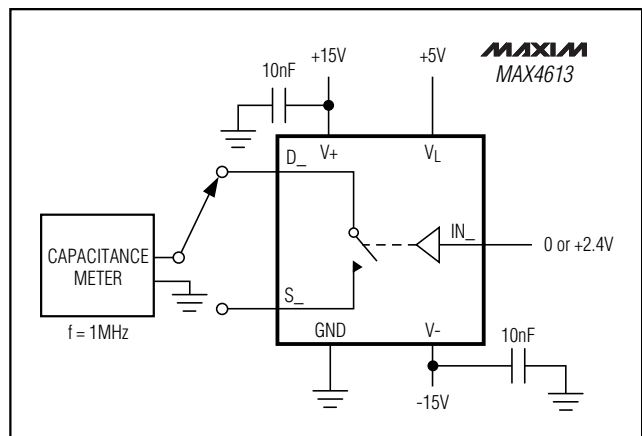 MAXIM
MAX4613
+15V
+5V
10nF
D_
V+
VL
IN_
0 or +2.4V
CAPACITANCE
METER
f = 1MHz
S_
GND
V-
10nF
-15V